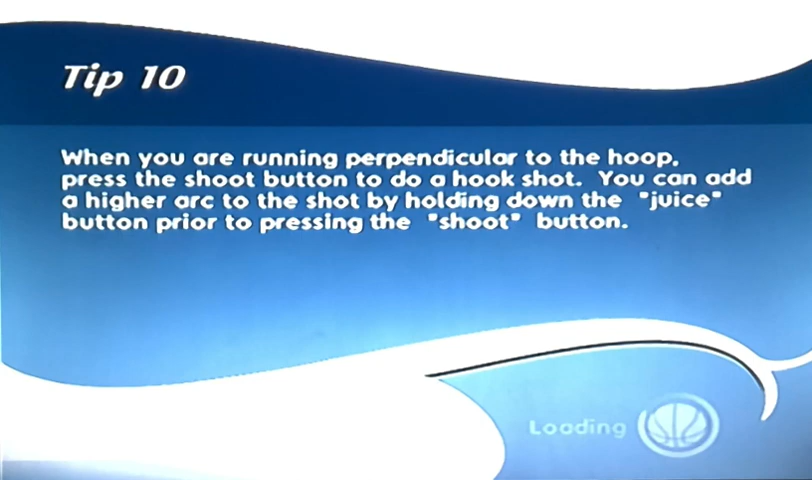 Tip 10
When you are running perpendicular to the hoop,
press the shoot button to do a hook shot. You can add
a higher arc to the shot by holding down the "juice"
button prior to pressing the "shoot" button.
Loading